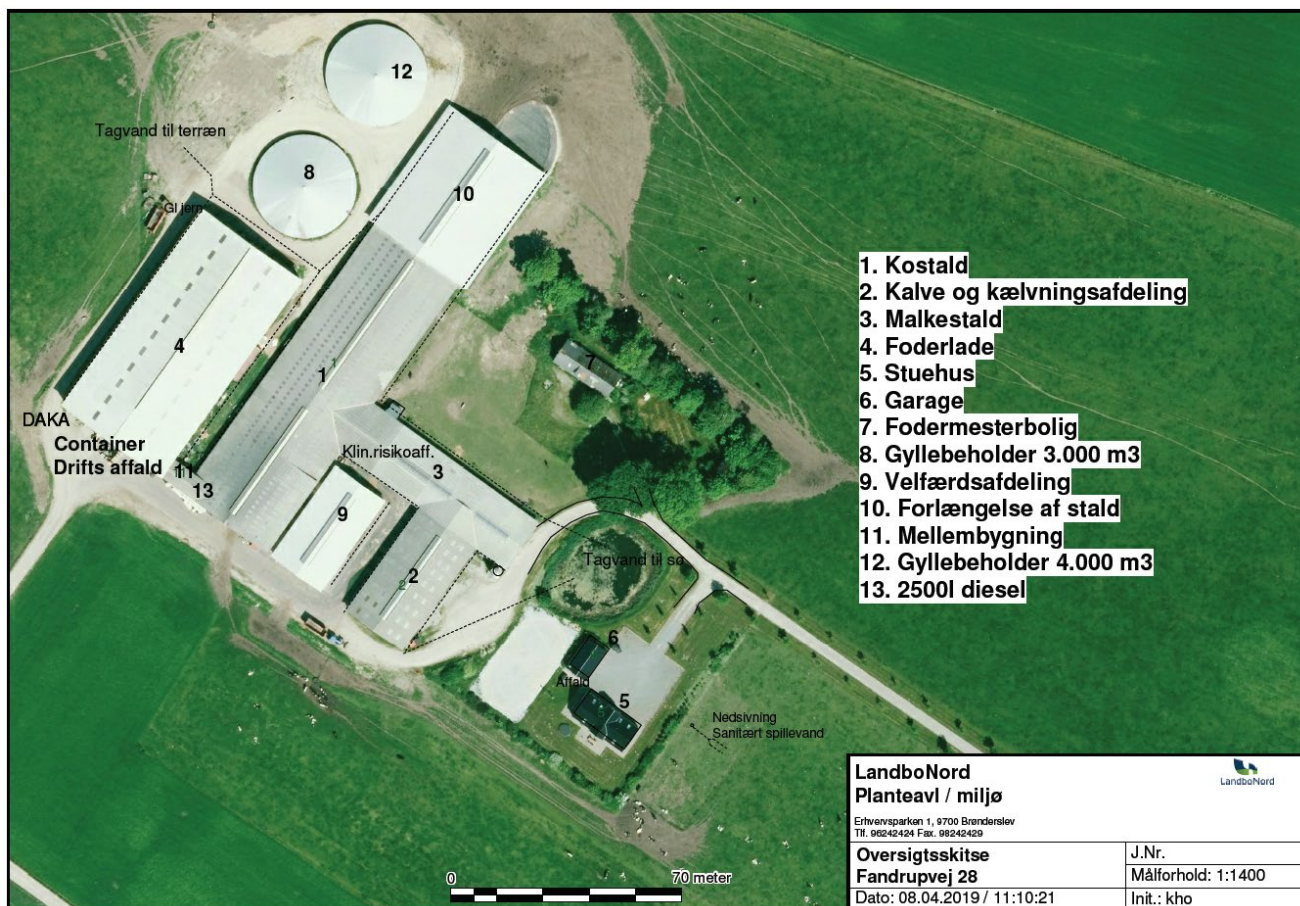 12
Tagvand til terræn
8
10
Gl jern
4
1
7
DAKA
Container
Drifts affald
11
13
Klin.risikoaff.
3
9
2
2
Tagvand til sø
6
Affald
5
Nedsivning
Sanitært spillevand
1. Kostald
2. Kalve og kælvningsafdeling
3. Malkestald
4. Foderlade
5. Stuehus
6. Garage
7. Fodermesterbolig
8. Gyllebeholder 3.000 m3
9. Velfærdsafdeling
10. Forlængelse af stald
11. Mellembygning
12. Gyllebeholder 4.000 m3
13. 2500l diesel
0 70 meter
LandboNord
Planteavl / miljø
LandboNord
Erhvervsparken 1, 9700 Brønderslev
Tlf. 96242424 Fax. 98242429
Oversigtsskitse
Fandrupvej 28
J.Nr.
Målforhold: 1:1400
Dato: 08.04.2019 / 11:10:21
Init.: kho